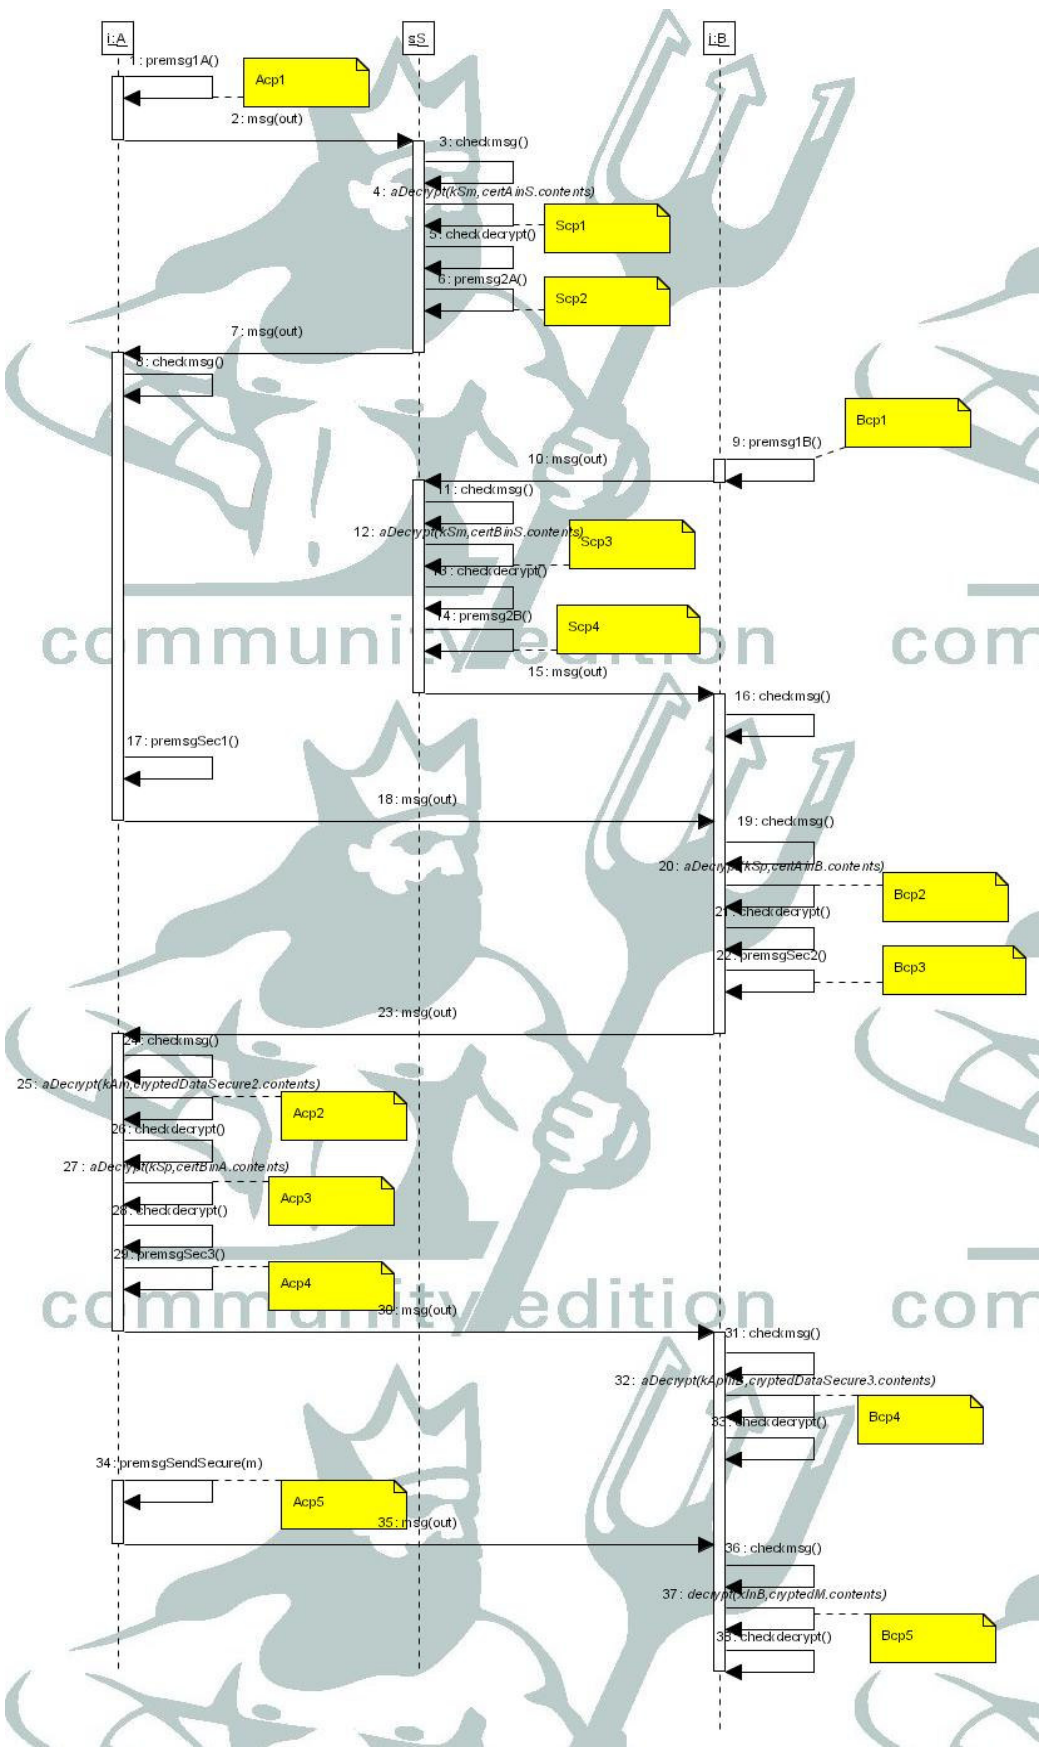 i:A
s:S
j:B
1: premsg1A()
Acp1
2: msg(out)
3: checkmsg()
4: aDecrypt(kSm,certAinS.contents)
Scp1
5: checkdecrypt()
6: premsg2A()
Scp2
7: msg(out)
8: checkmsg()
Bcp1
9: premsg1B()
10: msg(out)
11: checkmsg()
12: aDecrypt(kSm,certBinS.contents)
Scp3
13: checkdecrypt()
14: premsg2B()
Scp4
community edition
com
15: msg(out)
16: checkmsg()
17: premsgSec1()
18: msg(out)
19: checkmsg()
20: aDecrypt(kSp,certAinB.contents)
Bcp2
21: checkdecrypt()
22: premsgSec2()
Bcp3
23: msg(out)
24: checkmsg()
25: aDecrypt(kAm,cryptedDataSecure2.contents)
Acp2
26: checkdecrypt()
27: aDecrypt(kSp,certBinA.contents)
Acp3
28: checkdecrypt()
29: premsgSec3()
Acp4
community edition
com
30: msg(out)
31: checkmsg()
32: aDecrypt(kApInB,cryptedDataSecure3.contents)
Bcp4
33: checkdecrypt()
34: premsgSendSecure(m)
Acp5
35: msg(out)
36: checkmsg()
37: decrypt(xInB,cryptedM.contents)
Bcp5
38: checkdecrypt()